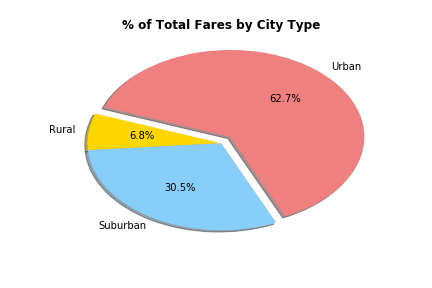 % of Total Fares by City Type
Urban
62.7%
Rural
6.8%
30.5%
Suburban